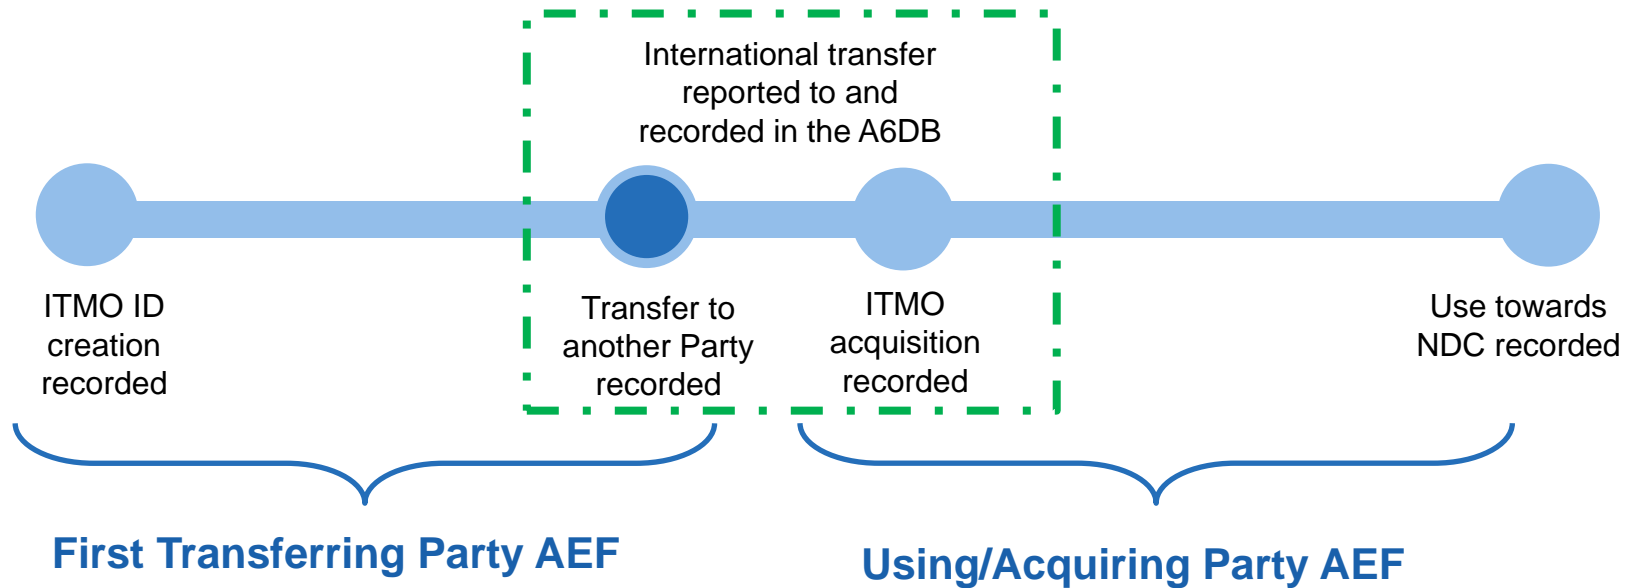 International transfer
reported to and
recorded in the A6DB
ITMO ID
creation
recorded
Transfer to
another Party
recorded
ITMO
acquisition
recorded
Use towards
NDC recorded
First Transferring Party AEF
Using/Acquiring Party AEF